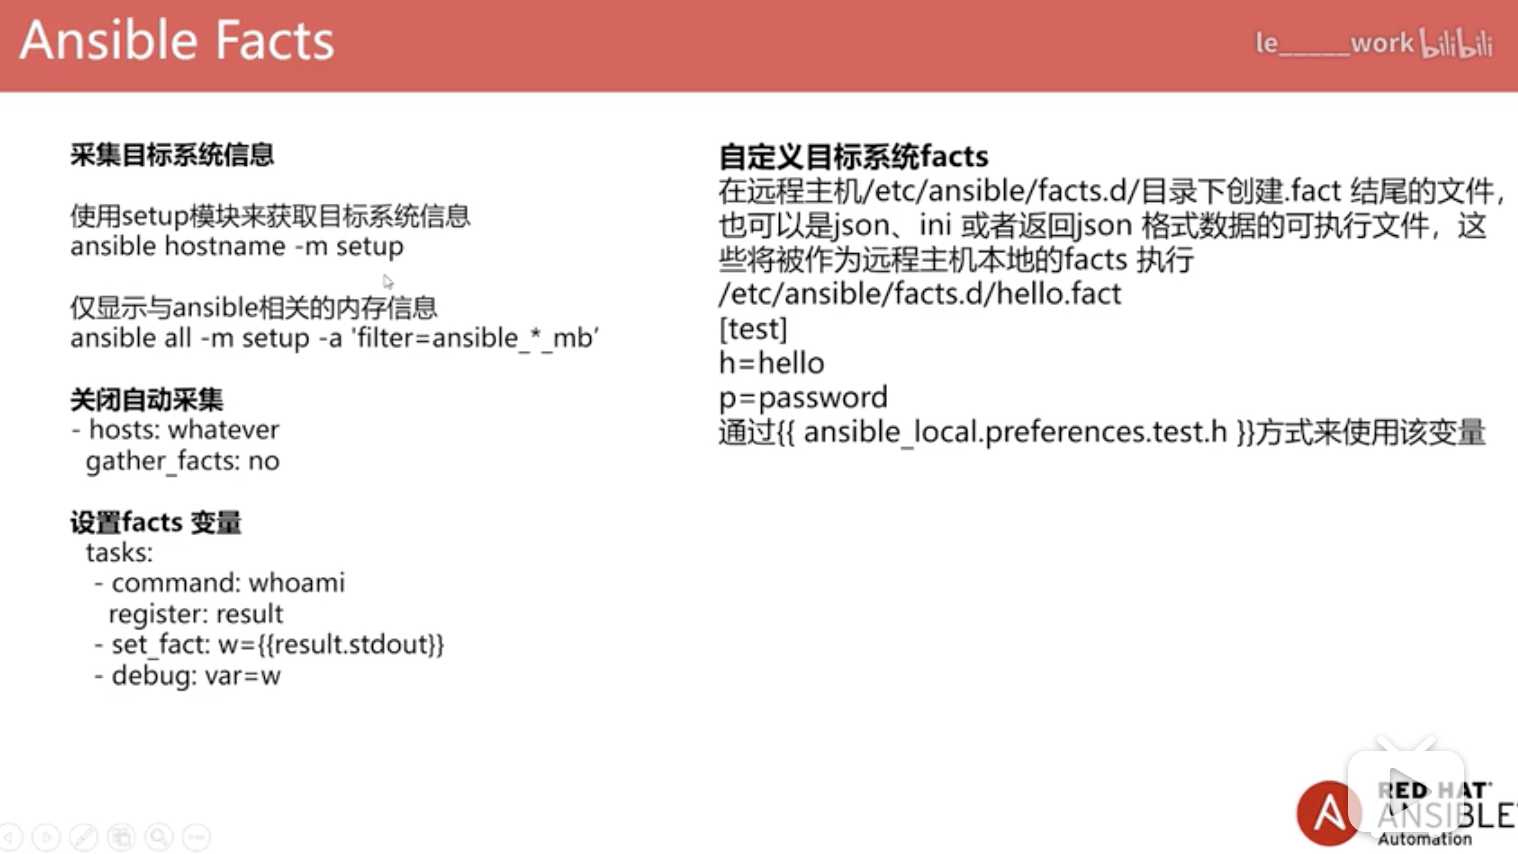 Ansible Facts
le_____work bilibili
采集目标系统信息
使用setup模块来获取目标系统信息
ansible hostname -m setup
仅显示与ansible相关的内存信息
ansible all -m setup -a 'filter=ansible_*_mb’
关闭自动采集
- hosts: whatever
gather_facts: no
设置facts 变量
tasks:
- command: whoami
register: result
- set_fact: w={{result.stdout}}
- debug: var=w
自定义目标系统facts
在远程主机/etc/ansible/facts.d/目录下创建.fact 结尾的文件，
也可以是json、ini 或者返回json 格式数据的可执行文件，这
些将被作为远程主机本地的facts 执行
/etc/ansible/facts.d/hello.fact
[test]
h=hello
p=password
通过{{ ansible_local.preferences.test.h }}方式来使用该变量
RED HAT
ANSIBLE
Automation